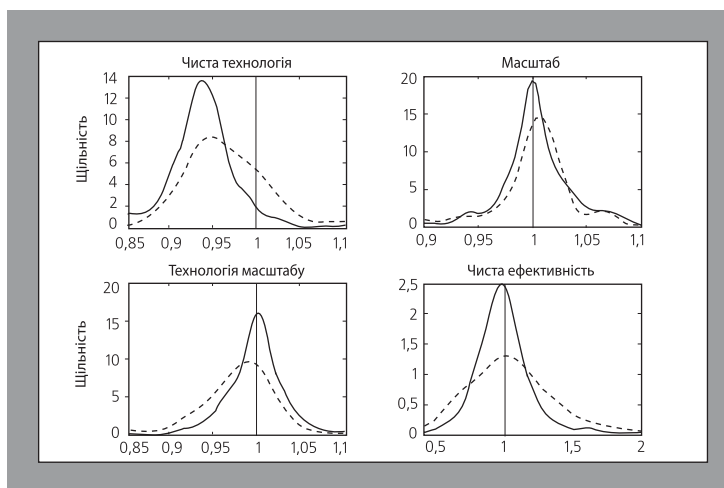 Чиста технологія
Щільність
14
12
10
8
6
4
2
0
0,85 0,9 0,95 1 1,05 1,1
Масштаб
20
15
10
5
0
0,9 0,95 1 1,05 1,1
Технологія масштабу
Щільність
20
15
10
5
0
0,85 0,9 0,95 1 1,05 1,1
Чиста ефективність
2,5
2
1,5
1
0,5
0
0,5 1 1,5 2